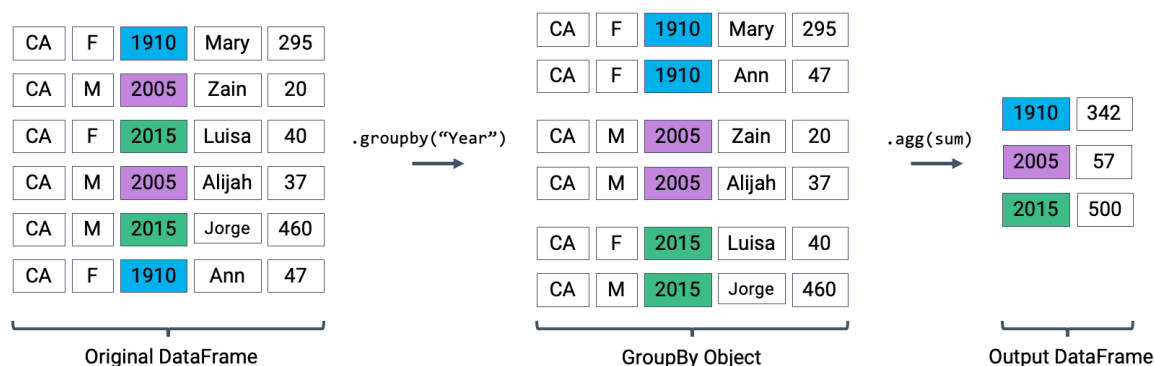 CA F 1910 Mary 295
CA M 2005 Zain 20
CA F 2015 Luisa 40
CA M 2005 Alijah 37
CA M 2015 Jorge 460
CA F 1910 Ann 47
Original DataFrame
.groupby(“Year”)
CA F 1910 Mary 295
CA F 1910 Ann 47
CA M 2005 Zain 20
CA M 2005 Alijah 37
CA F 2015 Luisa 40
CA M 2015 Jorge 460
GroupBy Object
.agg(sum)
1910 342
2005 57
2015 500
Output DataFrame